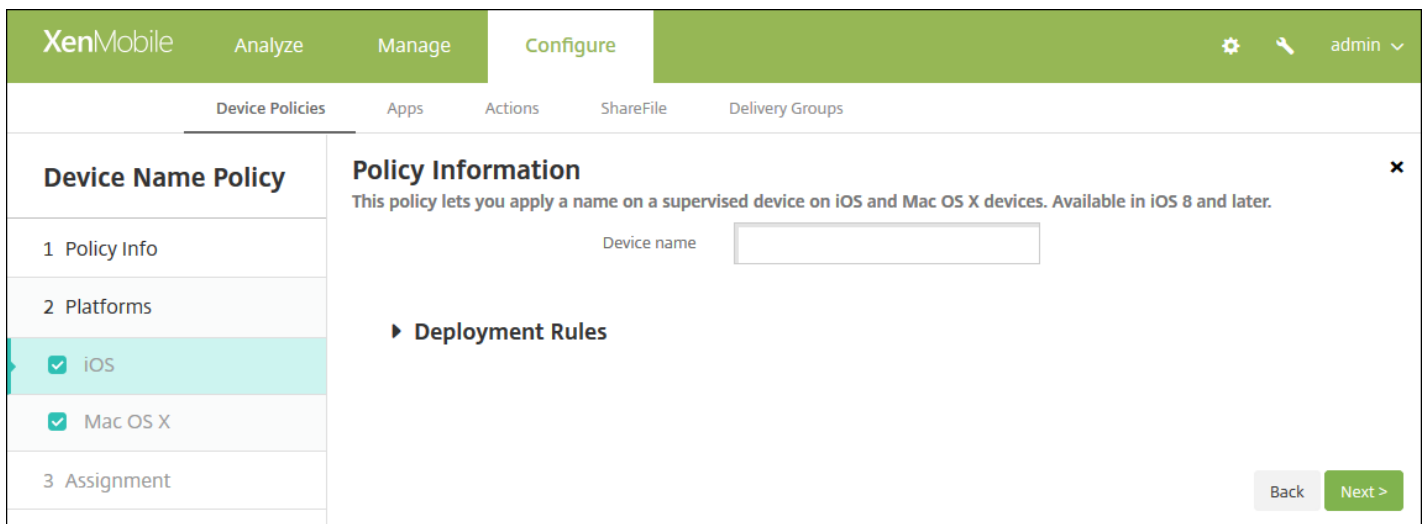 XenMobile Analyze Manage Configure admin
Device Policies Apps Actions ShareFile Delivery Groups
Device Name Policy
1 Policy Info
2 Platforms
iOS
Mac OS X
3 Assignment
Policy Information
This policy lets you apply a name on a supervised device on iOS and Mac OS X devices. Available in iOS 8 and later.
Device name
Deployment Rules
Back Next >